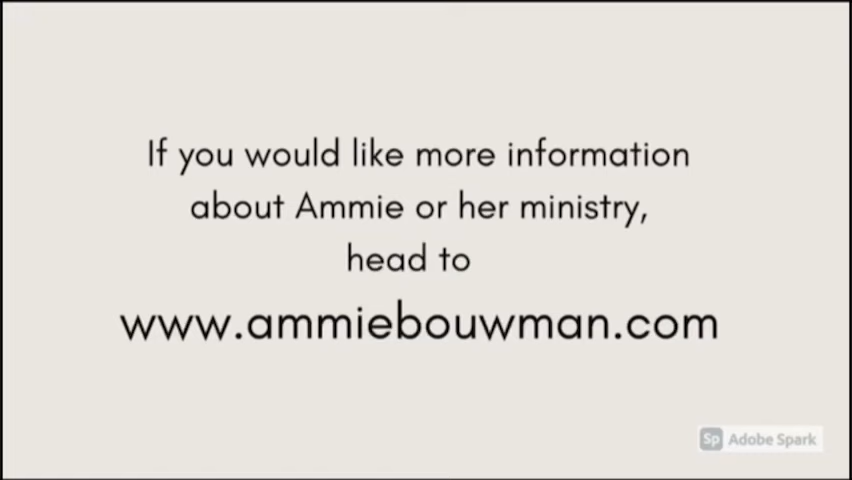 If you would like more information
about Ammie or her ministry,
head to
www.ammiebouwman.com
Sp Adobe Spark